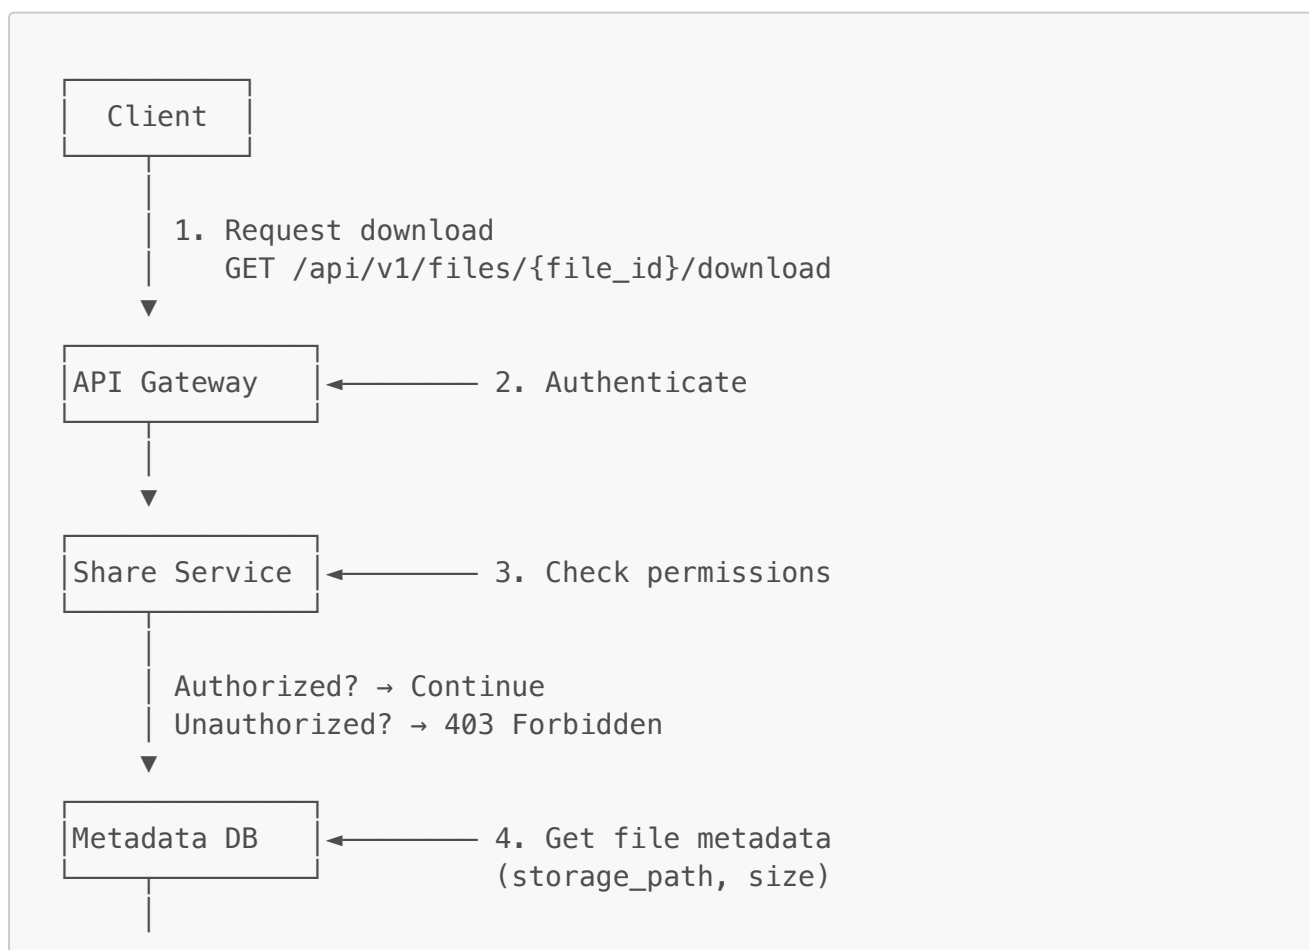 Client
1. Request download
GET /api/v1/files/{file_id}/download
▼
API Gateway ◄──────── 2. Authenticate
▼
Share Service ◄──────── 3. Check permissions
Authorized? → Continue
Unauthorized? → 403 Forbidden
▼
Metadata DB ◄──────── 4. Get file metadata
(storage_path, size)